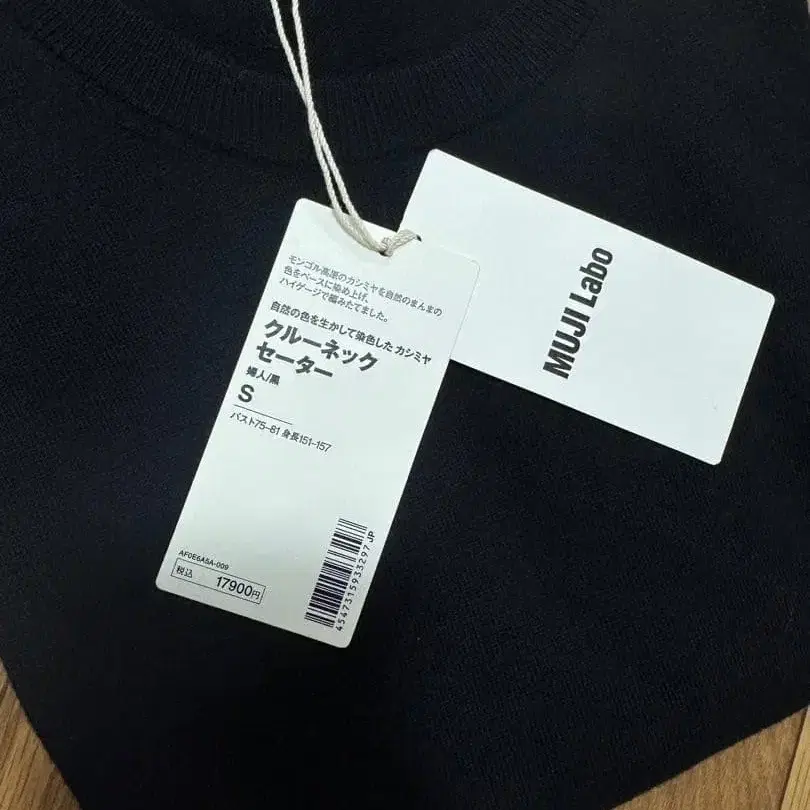 モンゴル高原のカシミヤを自然のまんまの
色をベースに染め上げ、
ハイゲージで編みたてました。
自然の色を生かして染色した カシミヤ
クルーネック
セーター
婦人/黒
S
バスト75-81 身長151-157
AF0E6A5A-009
税込 17900円
4547315933297 JP
MUJI Labo